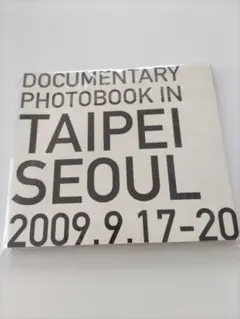 DOCUMENTARY
PHOTOBOOK IN
TAIPEI
SEOUL
2009.9.17-20